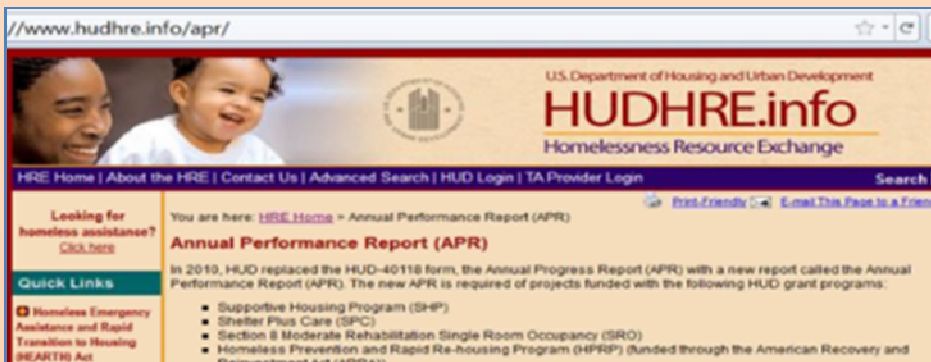 //www.hudhre.info/apr/
U.S. Department of Housing and Urban Development
HUDHRE.info
Homelessness Resource Exchange
HRE Home | About the HRE | Contact Us | Advanced Search | HUD Login | TA Provider Login
Search
Print-Friendly E-mail This Page to a Frien
Looking for
homeless assistance?
Click here
Quick Links
Homeless Emergency
Assistance and Rapid
Transition to Housing
(HEARTH) Act
You are here: HRE Home > Annual Performance Report (APR)
Annual Performance Report (APR)
In 2010, HUD replaced the HUD-40118 form, the Annual Progress Report (APR) with a new report called the Annual
Performance Report (APR). The new APR is required of projects funded with the following HUD grant programs:
Supportive Housing Program (SHP)
Shelter Plus Care (SPC)
Section 8 Moderate Rehabilitation Single Room Occupancy (SRO)
Homeless Prevention and Rapid Re-housing Program (HPRP) (funded through the American Recovery and